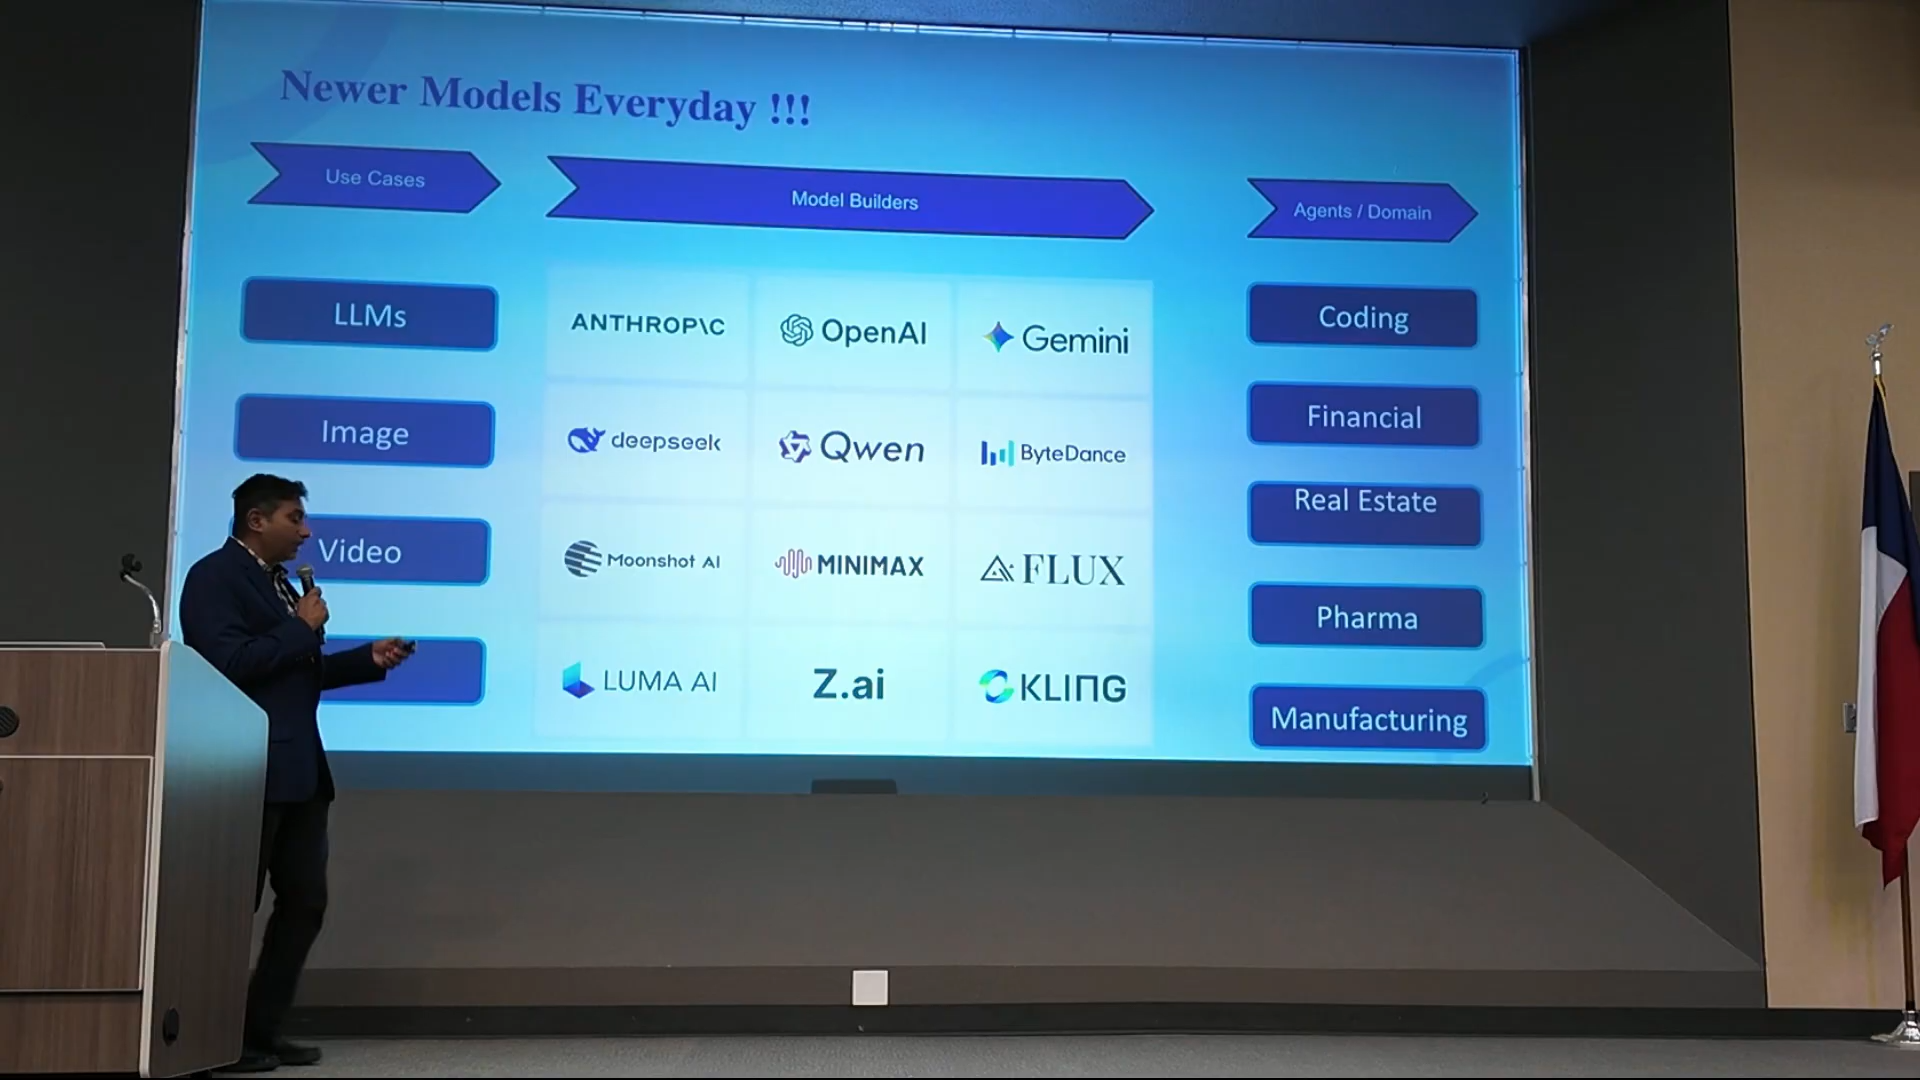 Newer Models Everyday !!!
Use Cases
Model Builders
Agents / Domain
LLMs
Image
Video
ANTHROP\C
OpenAI
Gemini
deepseek
Qwen
ByteDance
Moonshot AI
MINIMAX
FLUX
LUMA AI
Z.ai
KLING
Coding
Financial
Real Estate
Pharma
Manufacturing